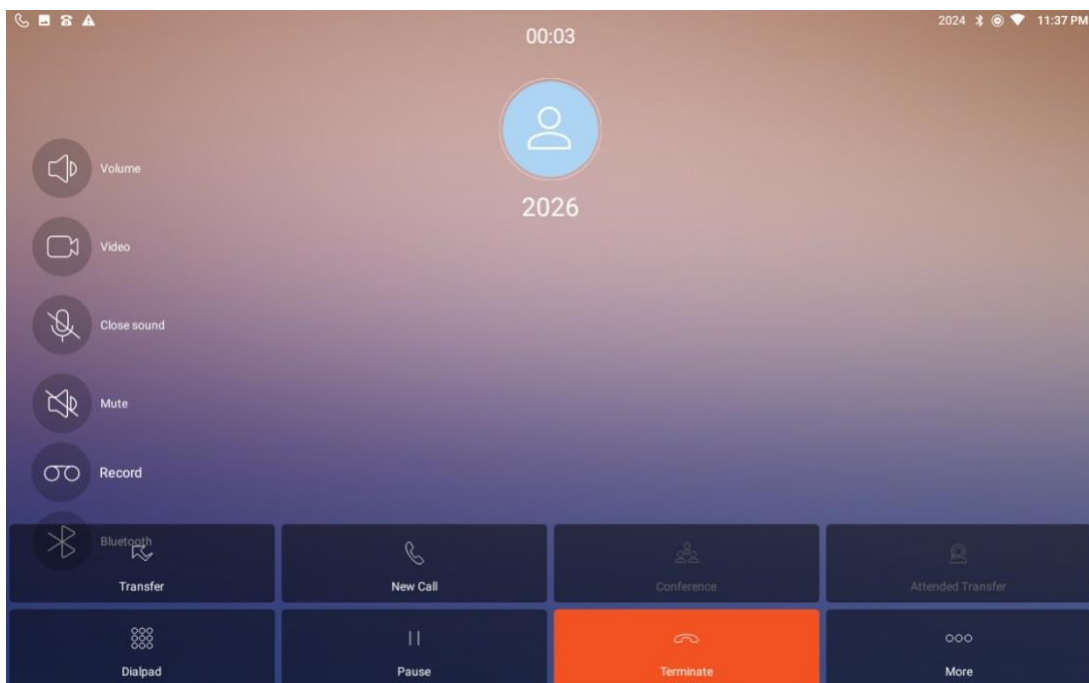 2024 11:37 PM
00:03
2026
Volume
Video
Close sound
Mute
Record
Bluetooth
Transfer
New Call
Conference
Attended Transfer
Dialpad
Pause
Terminate
More